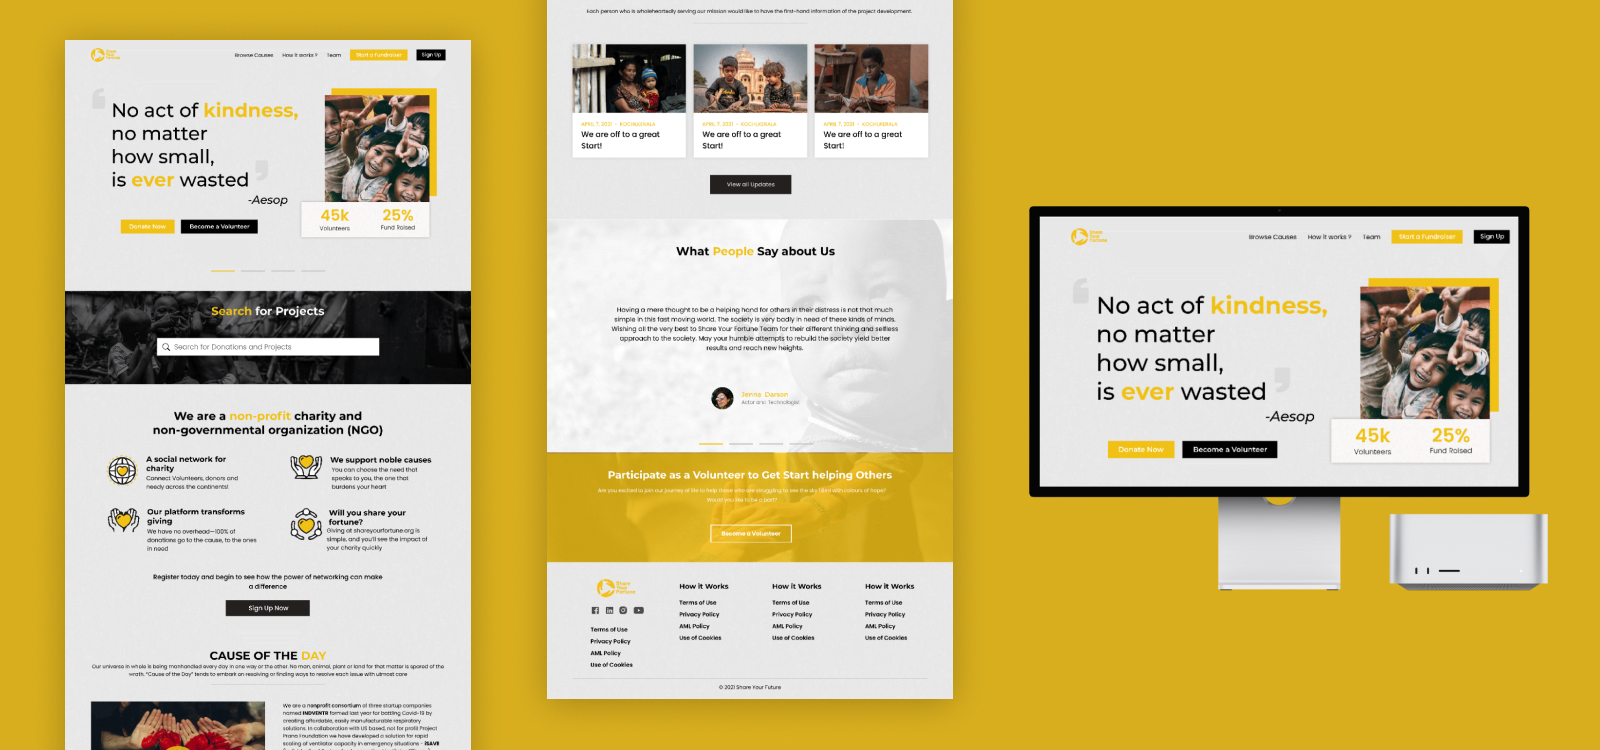 Share
Your
Fortune
Browse Causes
How it works ?
Team
Start a Fundraiser
Sign Up
No act of kindness,
no matter
how small,
is ever wasted
-Aesop
Donate Now
Become a Volunteer
45k
Volunteers
25%
Fund Raised
Search for Projects
Search for Donations and Projects
We are a non-profit charity and
non-governmental organization (NGO)
A social network for
charity
Connect Volunteers, donors and
needy across the continents!
We support noble causes
You can choose the need that
speaks to you, the one that
burdens your heart
Our platform transforms
giving
We have no overhead—100% of
donations go to the cause, to the ones
in need
Will you share your
fortune?
Giving at shareyourfortune.org is
simple, and you'll see the impact of
your charity quickly
Register today and begin to see how the power of networking can make
a difference
Sign Up Now
CAUSE OF THE DAY
Our universe in whole is being manhandled every day in one way or the other. No man, animal, plant or land for that matter is spared of the
wrath. "Cause of the Day" tends to embark on resolving or finding ways to resolve each issue with utmost care
We are a nonprofit consortium of three startup companies
named INDVENTR formed last year for battling Covid-19 by
creating affordable, easily manufacturable respiratory
solutions. In collaboration with US based, not for profit Project
Prana Foundation we have developed a solution for rapid
scaling of ventilator capacity in emergency situations - iSAVE
Each person who is wholeheartedly serving our mission would like to have the first-hand information of the project development.
APRIL 7, 2021 - KOCHI,KERALA
We are off to a great
Start!
APRIL 7, 2021 - KOCHI,KERALA
We are off to a great
Start!
APRIL 7, 2021 - KOCHI,KERALA
We are off to a great
Start!
View all Updates
What People Say about Us
Having a mere thought to be a helping hand for others in their distress is not that much
simple in this fast moving world. The society is very badly in need of these kinds of minds.
Wishing all the very best to Share Your Fortune Team for their different thinking and selfless
approach to the society. May your humble attempts to rebuild the society yield better
results and reach new heights.
Jenna Darson
Actor and Technologist
Participate as a Volunteer to Get Start helping Others
Are you excited to join our journey of life to help those who are struggling to see the sky filled with colours of hope?
Would you like to be a part?
Become a Volunteer
Share
Your
Fortune
Terms of Use
Privacy Policy
AML Policy
Use of Cookies
How it Works
Terms of Use
Privacy Policy
AML Policy
Use of Cookies
How it Works
Terms of Use
Privacy Policy
AML Policy
Use of Cookies
How it Works
Terms of Use
Privacy Policy
AML Policy
Use of Cookies
© 2021 Share Your Future
Share
Your
Fortune
Browse Causes
How it works ?
Team
Start a Fundraiser
Sign Up
No act of kindness,
no matter
how small,
is ever wasted
-Aesop
Donate Now
Become a Volunteer
45k
Volunteers
25%
Fund Raised